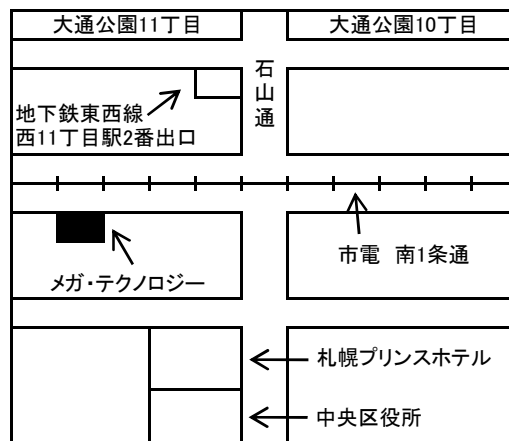 大通公園11丁目
大通公園10丁目
石山通
地下鉄東西線
西11丁目駅2番出口
市電 南1条通
メガ・テクノロジー
札幌プリンスホテル
中央区役所